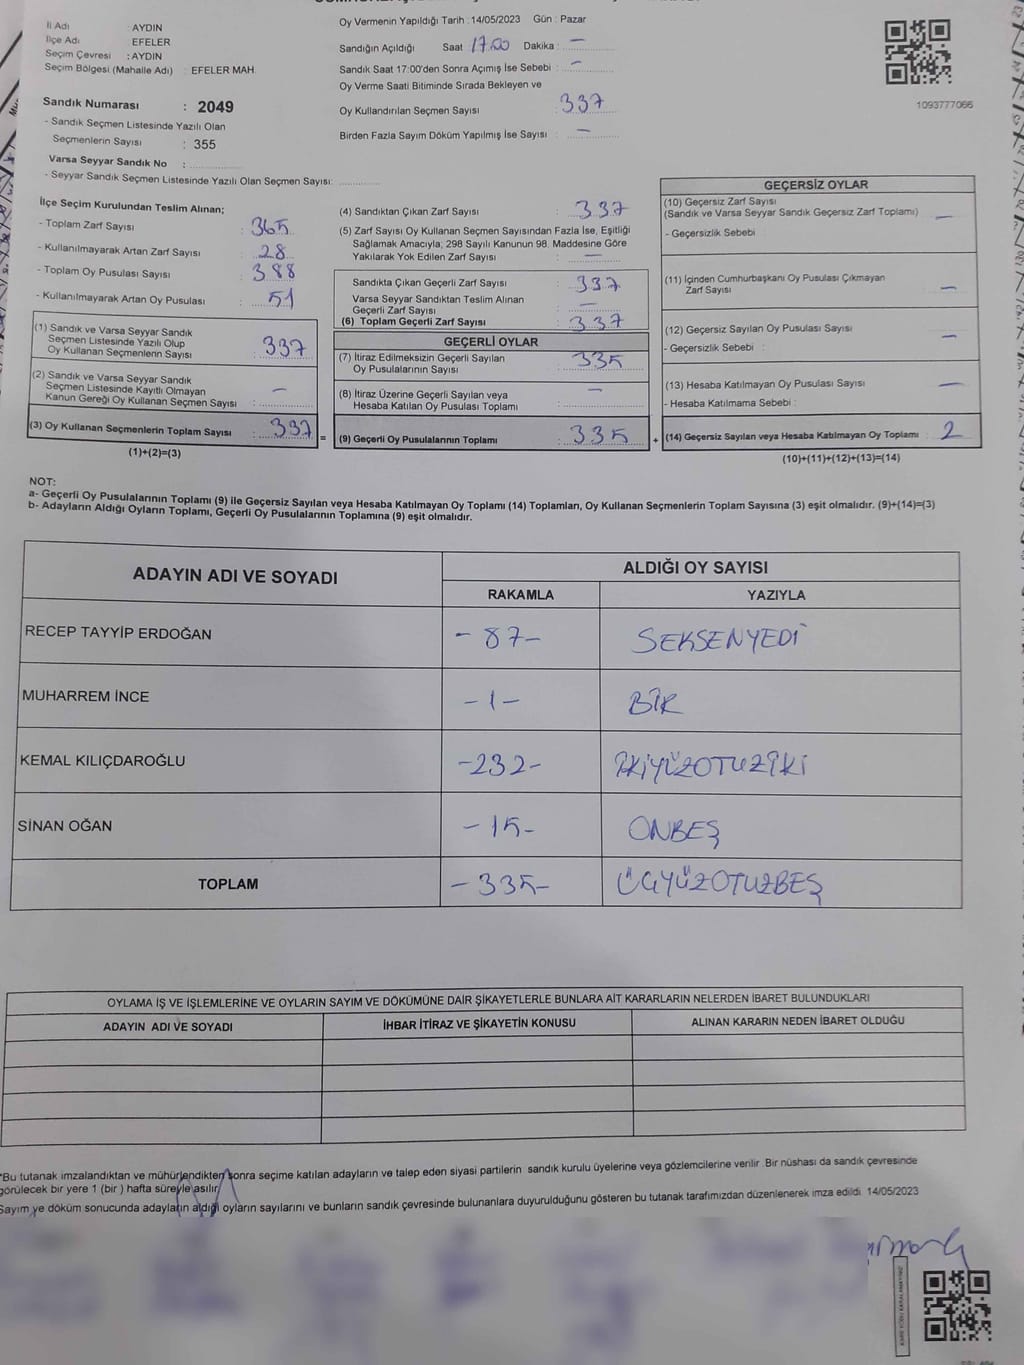 İl Adı : AYDIN
İlçe Adı : EFELER
Seçim Çevresi : AYDIN
Seçim Bölgesi (Mahalle Adı) : EFELER MAH.
Sandık Numarası : 2049
- Sandık Seçmen Listesinde Yazılı Olan
Seçmenlerin Sayısı : 355
Varsa Seyyar Sandık No :
- Seyyar Sandık Seçmen Listesinde Yazılı Olan Seçmen Sayısı:
Oy Vermenin Yapıldığı Tarih : 14/05/2023 Gün : Pazar
Sandığın Açıldığı Saat 17.00 Dakika : —
Sandık Saat 17:00'den Sonra Açımış İse Sebebi : —
Oy Verme Saati Bitiminde Sırada Bekleyen ve
Oy Kullandırılan Seçmen Sayısı : 337
Birden Fazla Sayım Döküm Yapılmış İse Sayısı : —
1093777066
İlçe Seçim Kurulundan Teslim Alınan;
- Toplam Zarf Sayısı : 365
- Kullanılmayarak Artan Zarf Sayısı : 28
- Toplam Oy Pusulası Sayısı : 388
- Kullanılmayarak Artan Oy Pusulası : 51
(1) Sandık ve Varsa Seyyar Sandık
Seçmen Listesinde Yazılı Olup
Oy Kullanan Seçmenlerin Sayısı : 337
(2) Sandık ve Varsa Seyyar Sandık
Seçmen Listesinde Kayıtlı Olmayan
Kanun Gereği Oy Kullanan Seçmen Sayısı : —
(3) Oy Kullanan Seçmenlerin Toplam Sayısı : 337 =
(1)+(2)=(3)
(4) Sandıktan Çıkan Zarf Sayısı : 337
(5) Zarf Sayısı Oy Kullanan Seçmen Sayısından Fazla İse, Eşitliği
Sağlamak Amacıyla; 298 Sayılı Kanunun 98. Maddesine Göre
Yakılarak Yok Edilen Zarf Sayısı : —
Sandıkta Çıkan Geçerli Zarf Sayısı : 337
Varsa Seyyar Sandıktan Teslim Alınan
Geçerli Zarf Sayısı : —
(6) Toplam Geçerli Zarf Sayısı : 337
GEÇERLİ OYLAR
(7) İtiraz Edilmeksizin Geçerli Sayılan
Oy Pusulalarının Sayısı : 335
(8) İtiraz Üzerine Geçerli Sayılan veya
Hesaba Katılan Oy Pusulası Toplamı : —
(9) Geçerli Oy Pusulalarının Toplamı : 335 +
GEÇERSİZ OYLAR
(10) Geçersiz Zarf Sayısı
(Sandık ve Varsa Seyyar Sandık Geçersiz Zarf Toplamı) : —
- Geçersizlik Sebebi :
(11) İçinden Cumhurbaşkanı Oy Pusulası Çıkmayan
Zarf Sayısı : —
(12) Geçersiz Sayılan Oy Pusulası Sayısı : —
- Geçersizlik Sebebi :
(13) Hesaba Katılmayan Oy Pusulası Sayısı : —
- Hesaba Katılmama Sebebi :
(14) Geçersiz Sayılan veya Hesaba Katılmayan Oy Toplamı : 2
(10)+(11)+(12)+(13)=(14)
NOT:
a- Geçerli Oy Pusulalarının Toplamı (9) ile Geçersiz Sayılan veya Hesaba Katılmayan Oy Toplamı (14) Toplamları, Oy Kullanan Seçmenlerin Toplam Sayısına (3) eşit olmalıdır. (9)+(14)=(3)
b- Adayların Aldığı Oyların Toplamı, Geçerli Oy Pusulalarının Toplamına (9) eşit olmalıdır.
ADAYIN ADI VE SOYADI ALDIĞI OY SAYISI
RAKAMLA YAZIYLA
RECEP TAYYİP ERDOĞAN -87- SEKSENYEDİ
MUHARREM İNCE -1- BİR
KEMAL KILIÇDAROĞLU -232- İKİYÜZOTUZİKİ
SİNAN OĞAN -15- ONBEŞ
TOPLAM -335- ÜÇYÜZOTUZBEŞ
OYLAMA İŞ VE İŞLEMLERİNE VE OYLARIN SAYIM VE DÖKÜMÜNE DAİR ŞİKAYETLERLE BUNLARA AİT KARARLARIN NELERDEN İBARET BULUNDUKLARI
ADAYIN ADI VE SOYADI İHBAR İTİRAZ VE ŞİKAYETİN KONUSU ALINAN KARARIN NEDEN İBARET OLDUĞU
*Bu tutanak imzalandıktan ve mühürlendikten sonra seçime katılan adayların ve talep eden siyasi partilerin sandık kurulu üyelerine veya gözlemcilerine verilir. Bir nüshası da sandık çevresinde
görülecek bir yere 1 (bir ) hafta süreyle asılır.
Sayım ve döküm sonucunda adayların aldığı oyların sayılarını ve bunların sandık çevresinde bulunanlara duyurulduğunu gösteren bu tutanak tarafımızdan düzenlenerek imza edildi. 14/05/2023